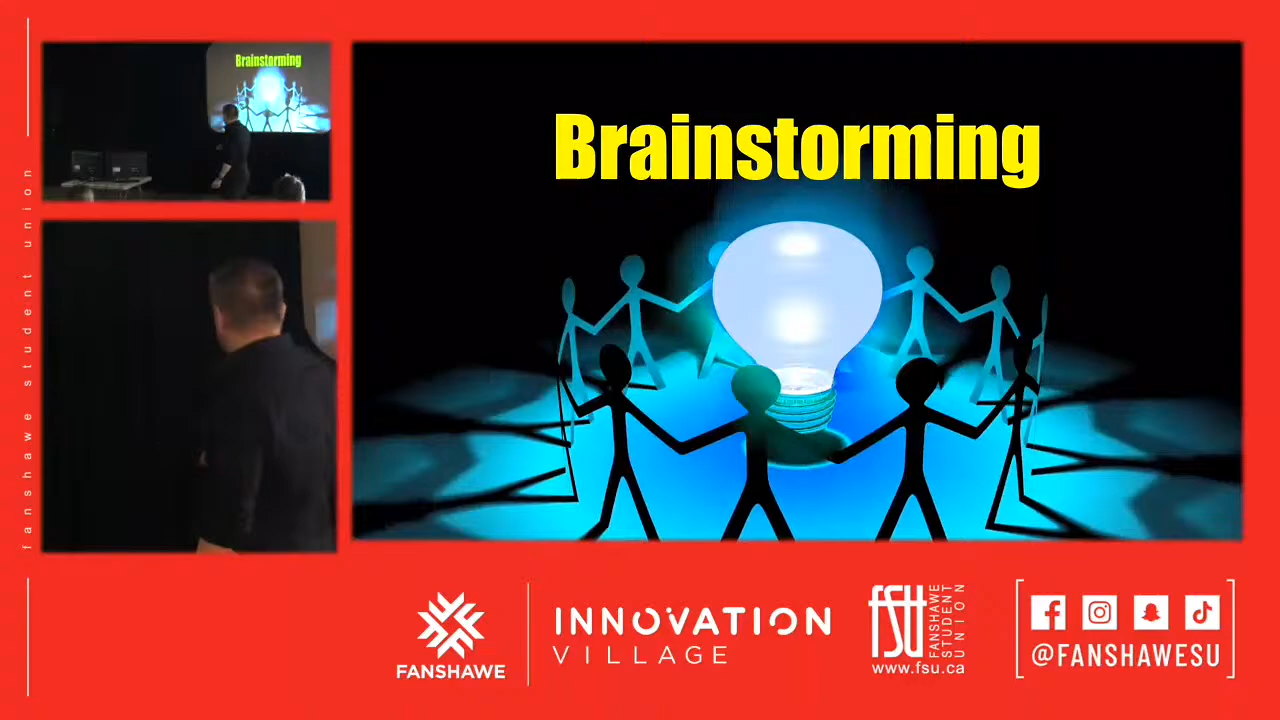 fanshawe student union
Brainstorming
Brainstorming
FANSHAWE
INNOVATION
VILLAGE
fsu
FANSHAWE
STUDENT
UNION
www.fsu.ca
@FANSHAWESU